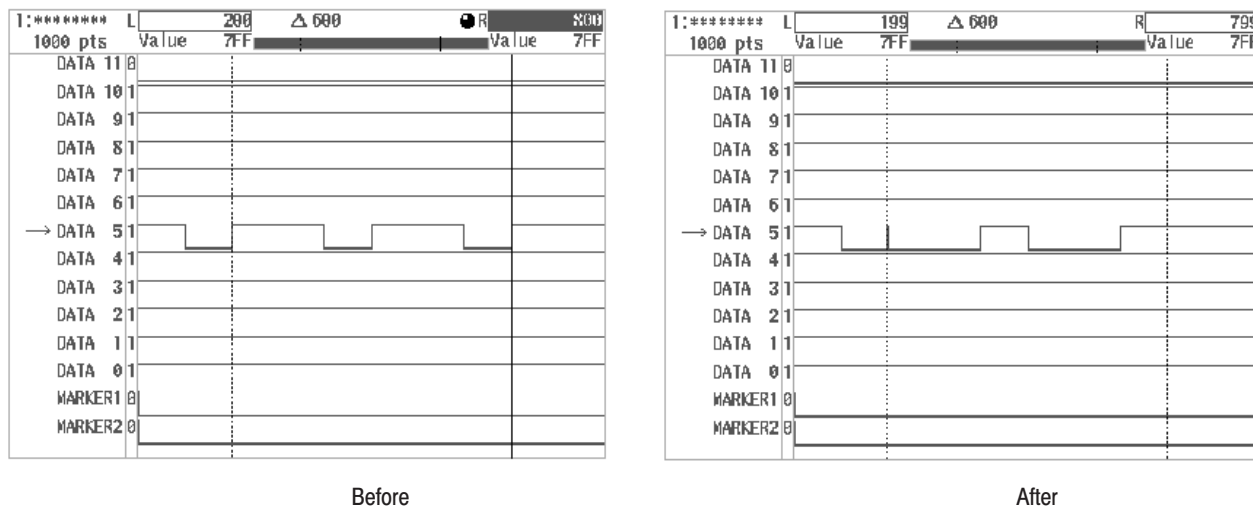 1:******** L 200 △ 600 R 800
1000 pts Value 7FF Value 7FF
DATA 11 0
DATA 10 1
DATA 9 1
DATA 8 1
DATA 7 1
DATA 6 1
→ DATA 5 1
DATA 4 1
DATA 3 1
DATA 2 1
DATA 1 1
DATA 0 1
MARKER1 0
MARKER2 0
Before
1:******** L 199 △ 600 R 799
1000 pts Value 7FF Value 7FF
DATA 11 0
DATA 10 1
DATA 9 1
DATA 8 1
DATA 7 1
DATA 6 1
→ DATA 5 1
DATA 4 1
DATA 3 1
DATA 2 1
DATA 1 1
DATA 0 1
MARKER1 0
MARKER2 0
After